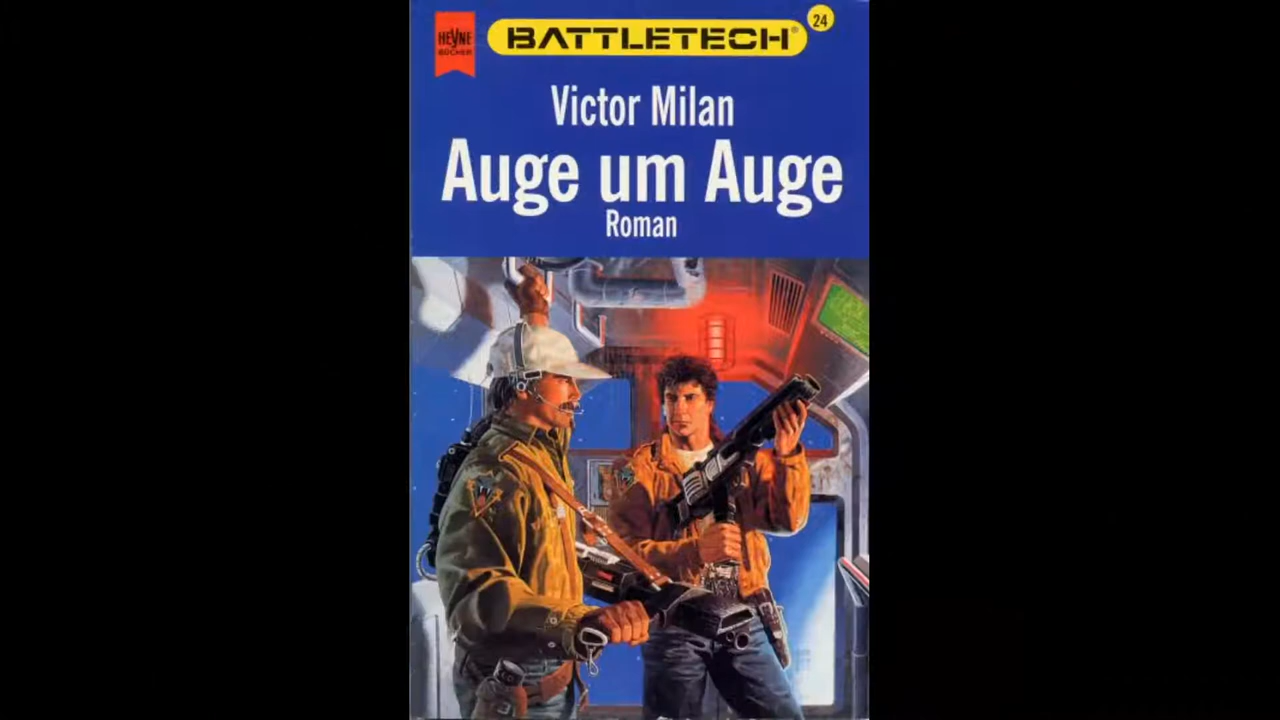 HEYNE
BÜCHER
BATTLETECH®
24
Victor Milan
Auge um Auge
Roman